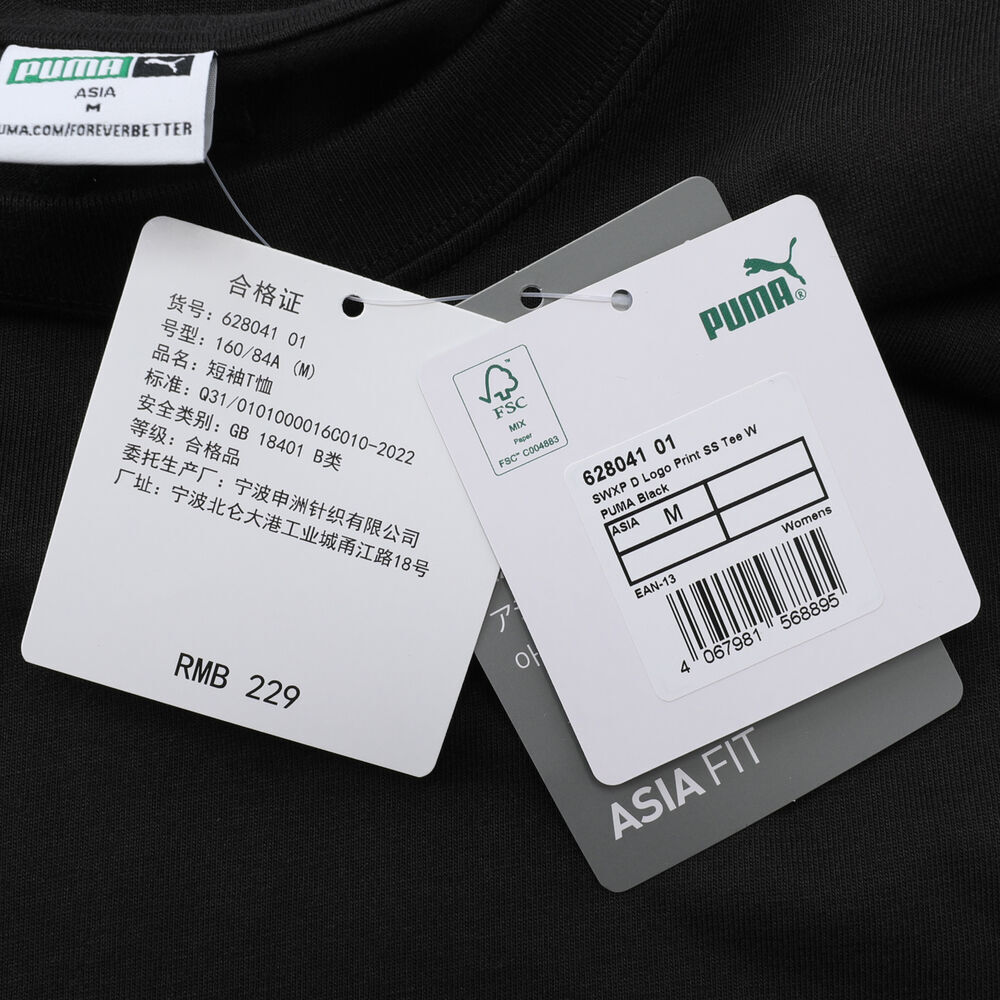 PUMA
ASIA
M
UMA.COM/FOREVERBETTER
合格证
货号: 628041 01
号型: 160/84A (M)
品名: 短袖T恤
标准: Q31/0101000016C010-2022
安全类别: GB 18401 B类
等级: 合格品
委托生产厂: 宁波申洲针织有限公司
厂址: 宁波北仑大港工业城甬江路18号
RMB 229
PUMA®
FSC™
MIX
Paper
FSC™ C004883
628041 01
SWXP D Logo Print SS Tee W
PUMA Black
ASIA M
Womens
EAN-13
4 067981 568895
ア
ASIA FIT